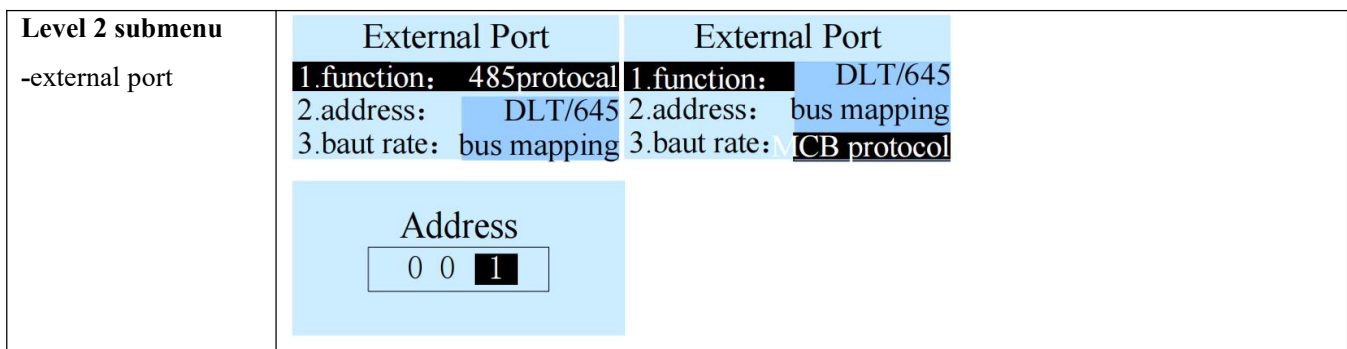 Level 2 submenu
-external port
External Port
1.function： 485protocal
2.address： DLT/645
3.baut rate： bus mapping
External Port
1.function： DLT/645
2.address： bus mapping
3.baut rate：MCB protocol
Address
0 0 1